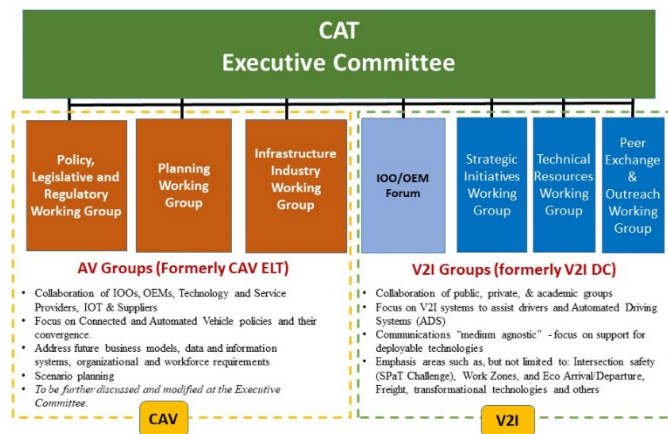 CAT
Executive Committee
Policy,
Legislative and
Regulatory
Working Group
Planning
Working
Group
Infrastructure
Industry
Working
Group
IOO/OEM
Forum
Strategic
Initiatives
Working
Group
Technical
Resources
Working
Group
Peer
Exchange
&
Outreach
Working
Group
AV Groups (Formerly CAV ELT)
• Collaboration of IOOs, OEMs, Technology and Service
Providers, IOT & Suppliers
• Focus on Connected and Automated Vehicle policies and their
convergence.
• Address future business models, data and information
systems, organizational and workforce requirements
• Scenario planning
• To be further discussed and modified at the Executive
Committee.
CAV
V2I Groups (formerly V2I DC)
• Collaboration of public, private, & academic groups
• Focus on V2I systems to assist drivers and Automated Driving
Systems (ADS)
• Communications “medium agnostic” - focus on support for
deployable technologies
• Emphasis areas such as, but not limited to: Intersection safety
(SPaT Challenge), Work Zones, and Eco Arrival/Departure,
Freight, transformational technologies and others
V2I